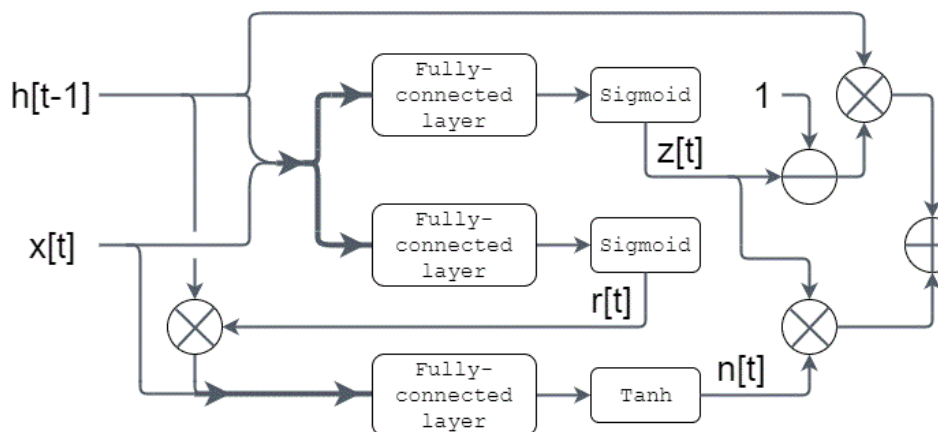 Fully-
connected
layer
Sigmoid
1
h[t-1]
z[t]
Fully-
connected
layer
Sigmoid
x[t]
r[t]
Fully-
connected
layer
Tanh
n[t]